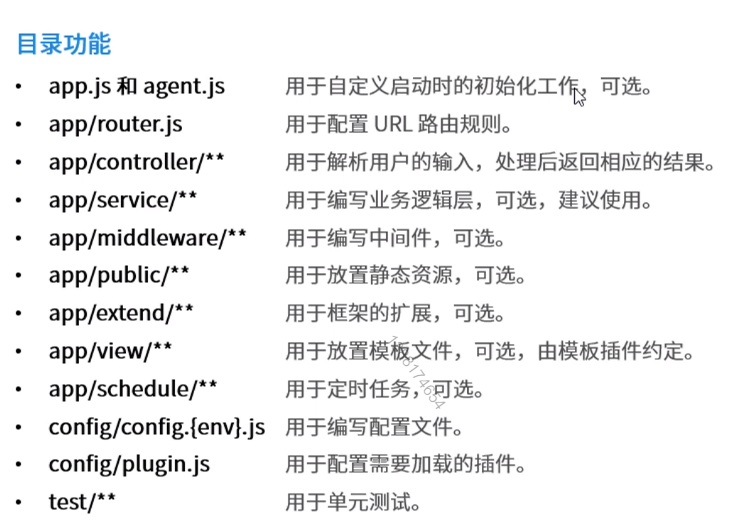 目录功能
• app.js 和 agent.js 用于自定义启动时的初始化工作，可选。
• app/router.js 用于配置 URL 路由规则。
• app/controller/** 用于解析用户的输入，处理后返回相应的结果。
• app/service/** 用于编写业务逻辑层，可选，建议使用。
• app/middleware/** 用于编写中间件，可选。
• app/public/** 用于放置静态资源，可选。
• app/extend/** 用于框架的扩展，可选。
• app/view/** 用于放置模板文件，可选，由模板插件约定。
• app/schedule/** 用于定时任务，可选。
• config/config.{env}.js 用于编写配置文件。
• config/plugin.js 用于配置需要加载的插件。
• test/** 用于单元测试。